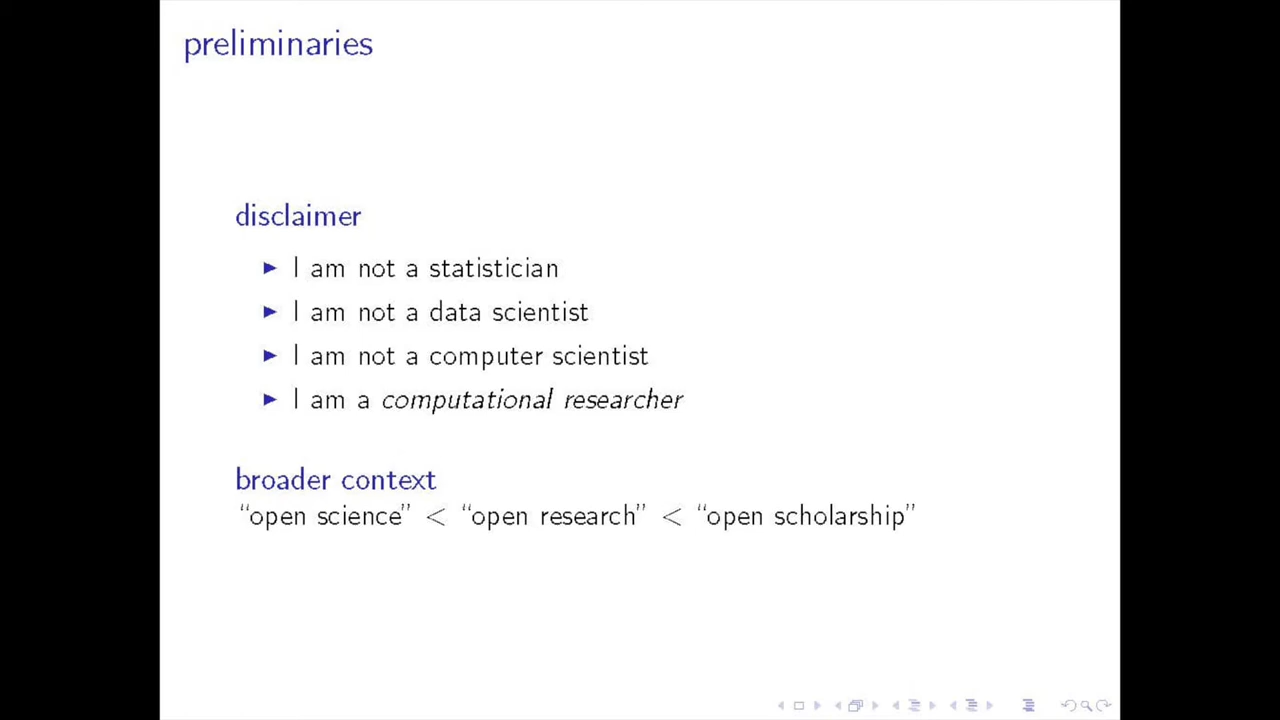 preliminaries
disclaimer
▶ I am not a statistician
▶ I am not a data scientist
▶ I am not a computer scientist
▶ I am a computational researcher
broader context
“open science” < “open research” < “open scholarship”